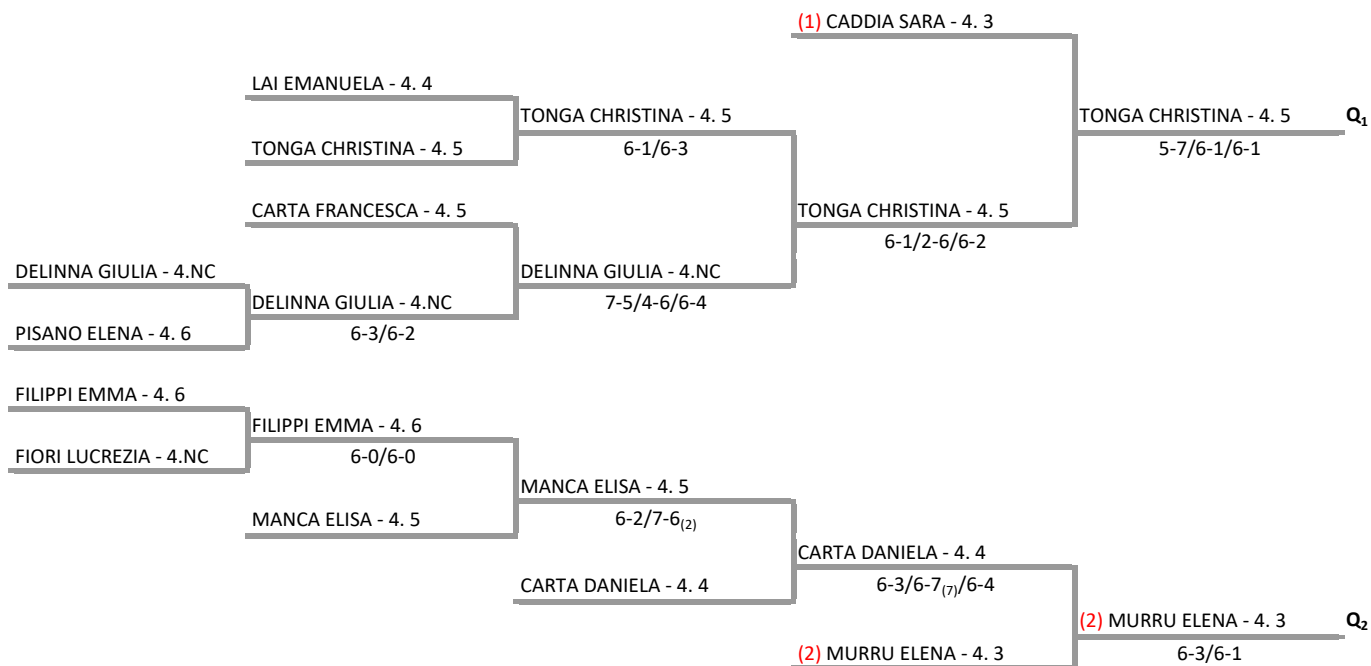 (1) CADDIA SARA - 4. 3
LAI EMANUELA - 4. 4
TONGA CHRISTINA - 4. 5
TONGA CHRISTINA - 4. 5 Q1
TONGA CHRISTINA - 4. 5
6-1/6-3
5-7/6-1/6-1
CARTA FRANCESCA - 4. 5
TONGA CHRISTINA - 4. 5
6-1/2-6/6-2
DELINNA GIULIA - 4.NC
DELINNA GIULIA - 4.NC
DELINNA GIULIA - 4.NC
7-5/4-6/6-4
PISANO ELENA - 4. 6
6-3/6-2
FILIPPI EMMA - 4. 6
FILIPPI EMMA - 4. 6
FIORI LUCREZIA - 4.NC
6-0/6-0
MANCA ELISA - 4. 5
MANCA ELISA - 4. 5
6-2/7-6(2)
CARTA DANIELA - 4. 4
CARTA DANIELA - 4. 4
6-3/6-7(7)/6-4
(2) MURRU ELENA - 4. 3 Q2
(2) MURRU ELENA - 4. 3
6-3/6-1